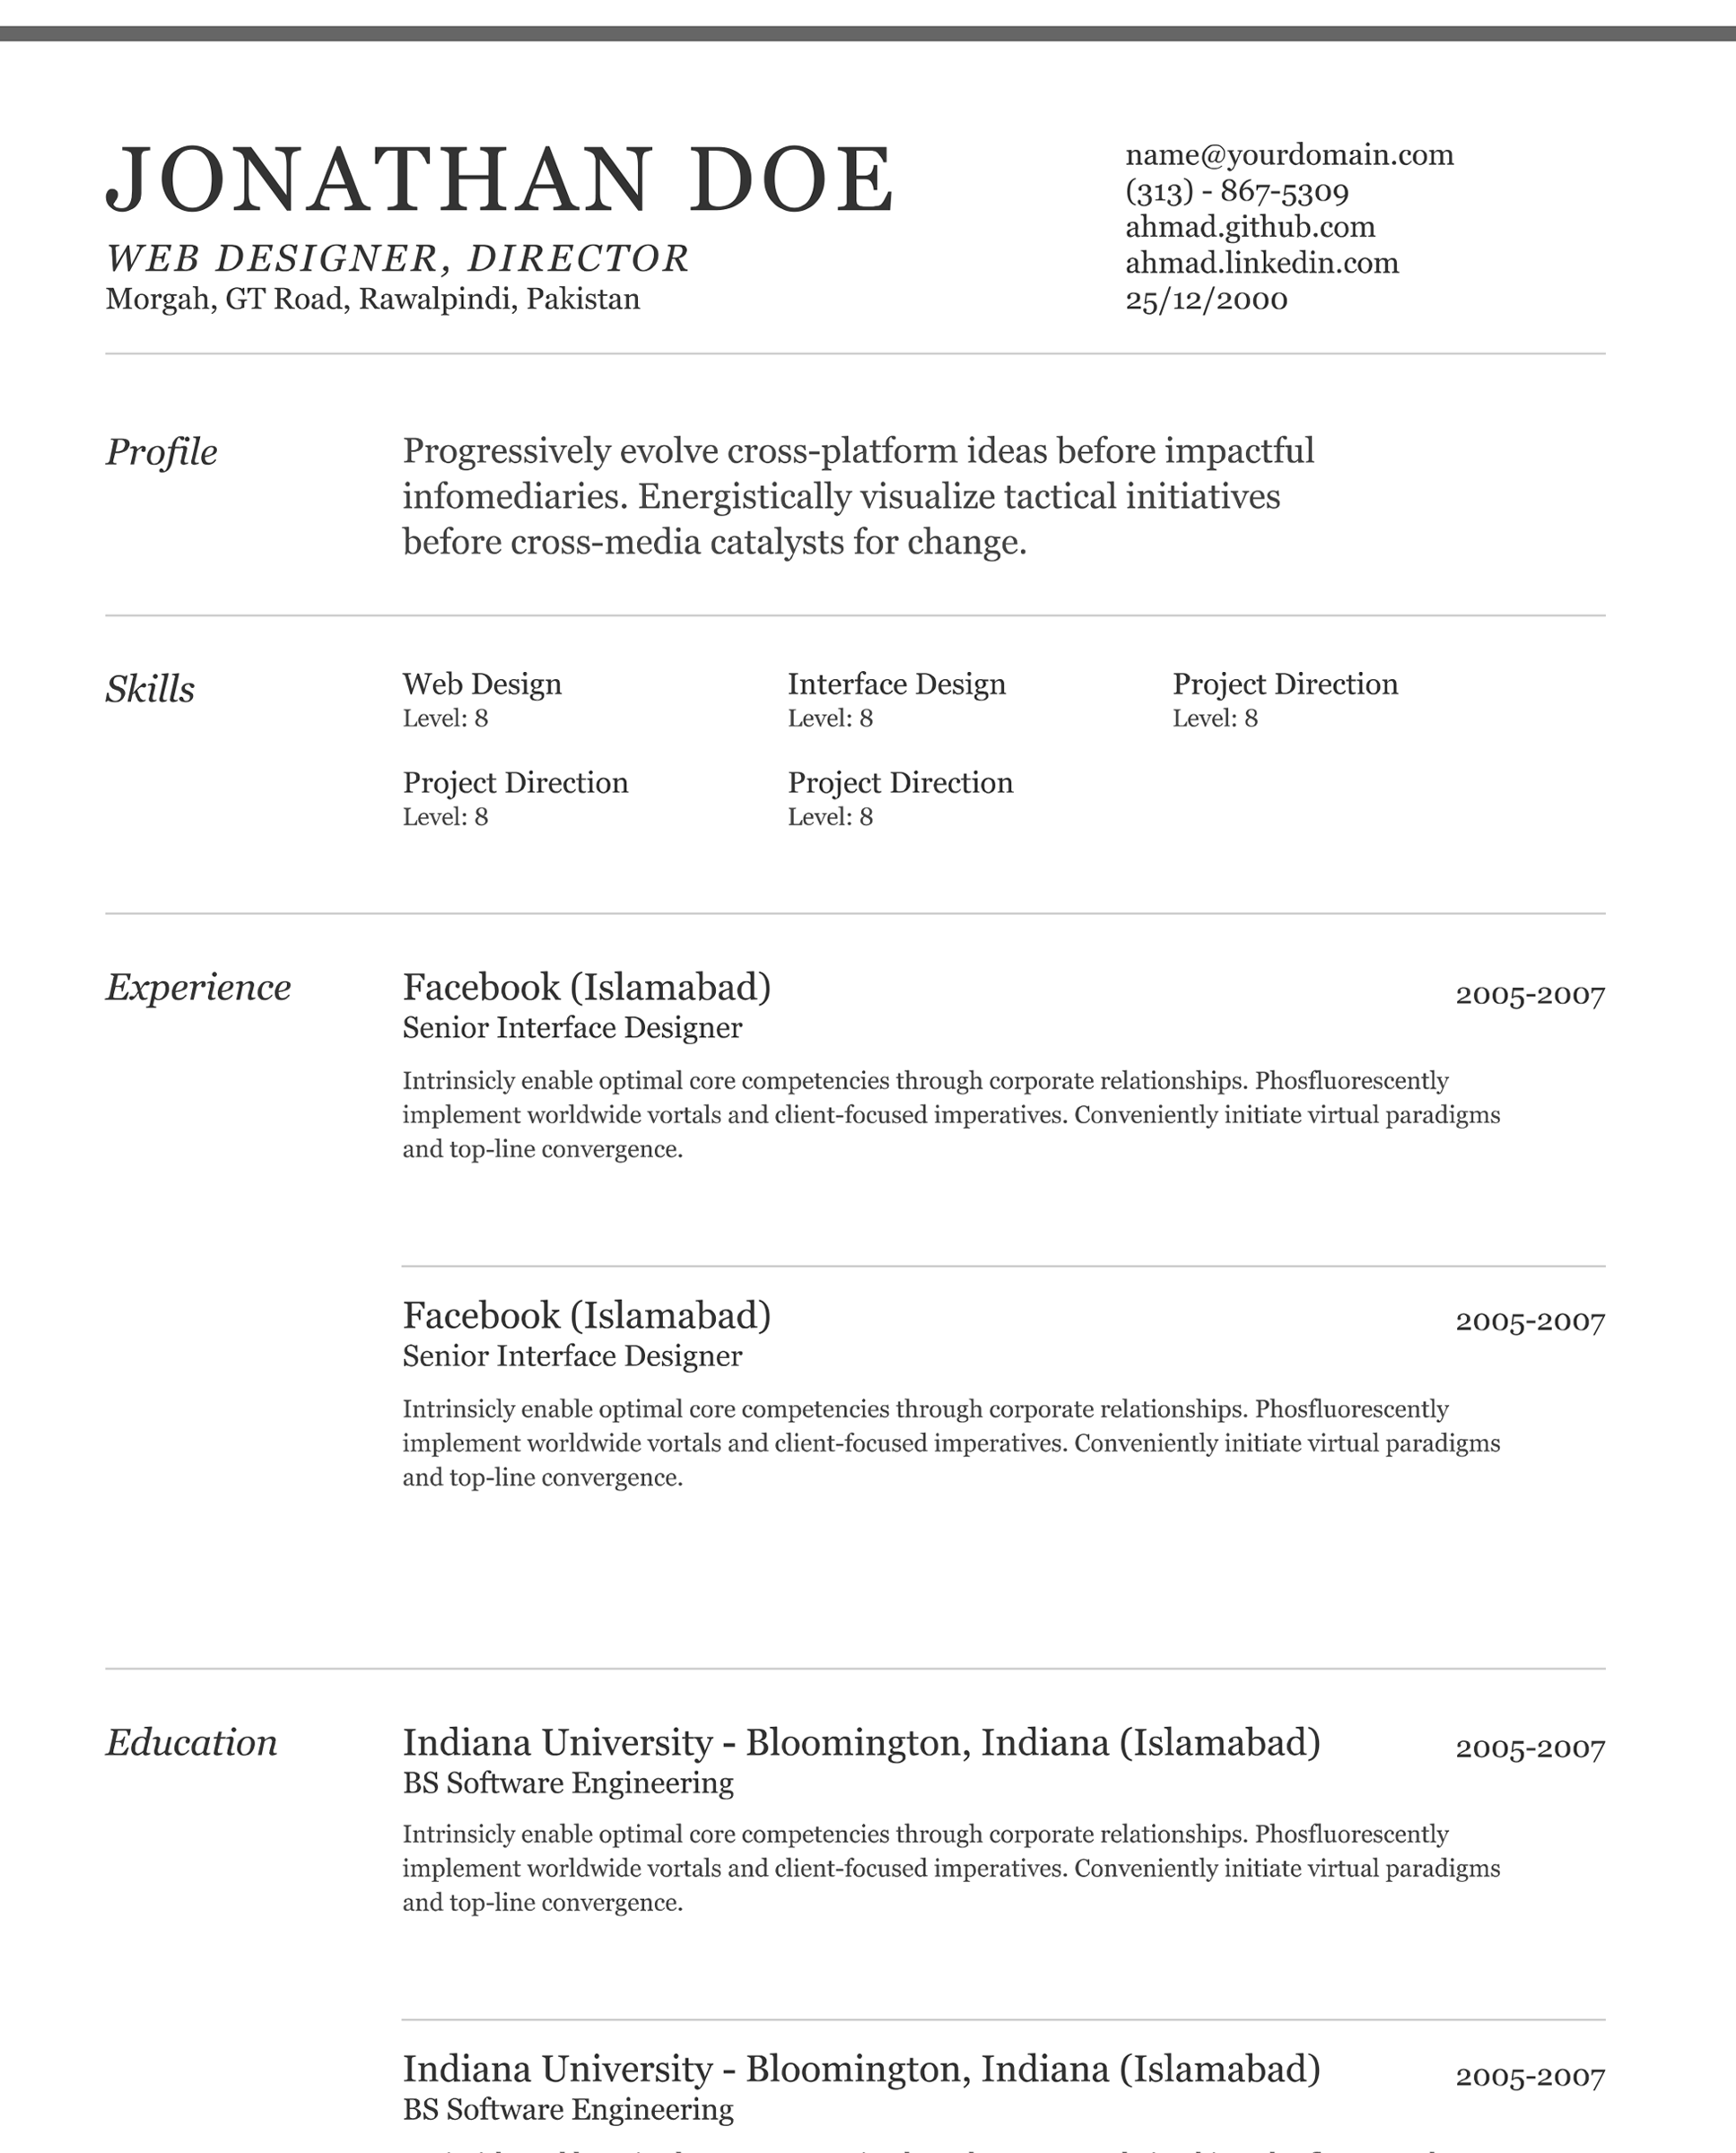 JONATHAN DOE
WEB DESIGNER, DIRECTOR
Morgah, GT Road, Rawalpindi, Pakistan
name@yourdomain.com
(313) - 867-5309
ahmad.github.com
ahmad.linkedin.com
25/12/2000
Profile
Progressively evolve cross-platform ideas before impactful
infomediaries. Energistically visualize tactical initiatives
before cross-media catalysts for change.
Skills
Web Design
Level: 8
Interface Design
Level: 8
Project Direction
Level: 8
Project Direction
Level: 8
Project Direction
Level: 8
Experience
Facebook (Islamabad)
2005-2007
Senior Interface Designer
Intrinsicly enable optimal core competencies through corporate relationships. Phosfluorescently
implement worldwide vortals and client-focused imperatives. Conveniently initiate virtual paradigms
and top-line convergence.
Facebook (Islamabad)
2005-2007
Senior Interface Designer
Intrinsicly enable optimal core competencies through corporate relationships. Phosfluorescently
implement worldwide vortals and client-focused imperatives. Conveniently initiate virtual paradigms
and top-line convergence.
Education
Indiana University - Bloomington, Indiana (Islamabad)
2005-2007
BS Software Engineering
Intrinsicly enable optimal core competencies through corporate relationships. Phosfluorescently
implement worldwide vortals and client-focused imperatives. Conveniently initiate virtual paradigms
and top-line convergence.
Indiana University - Bloomington, Indiana (Islamabad)
2005-2007
BS Software Engineering